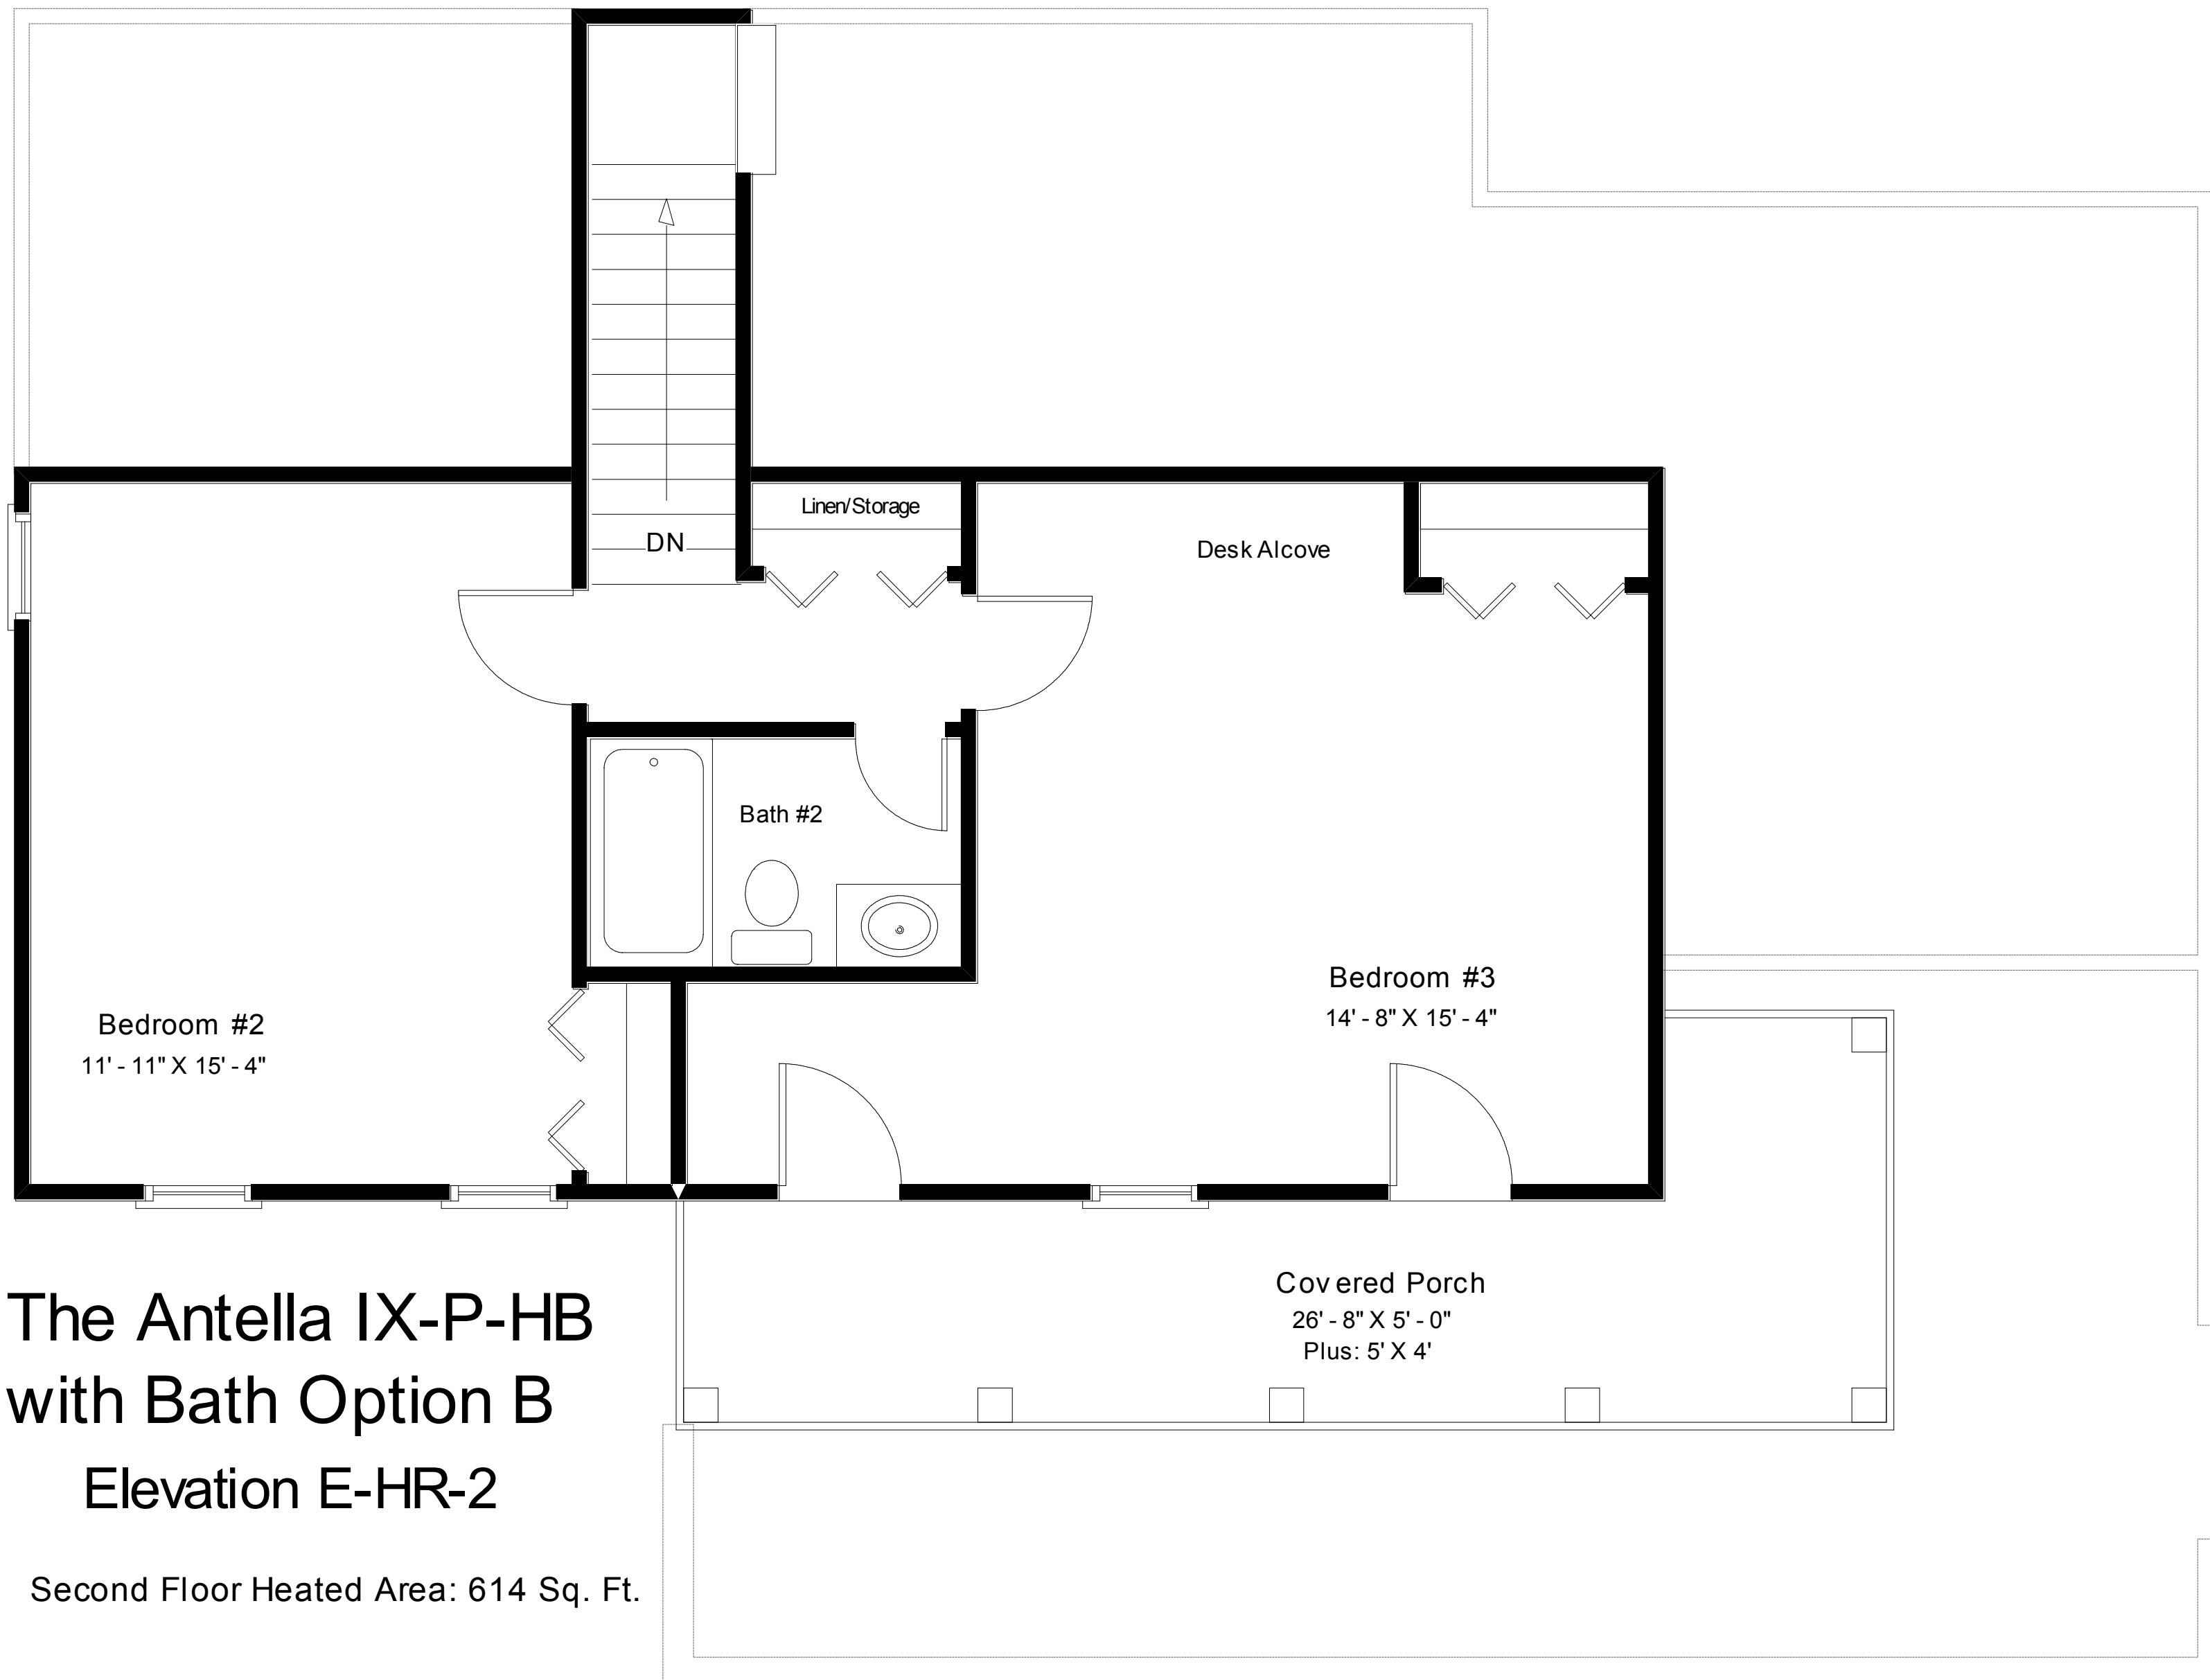 Linen/Storage
DN
Desk Alcove
Bath #2
Bedroom #3
14' - 8" X 15' - 4"
Bedroom #2
11' - 11" X 15' - 4"
Covered Porch
26' - 8" X 5' - 0"
Plus: 5' X 4'
The Antella IX-P-HB
with Bath Option B
Elevation E-HR-2
Second Floor Heated Area: 614 Sq. Ft.